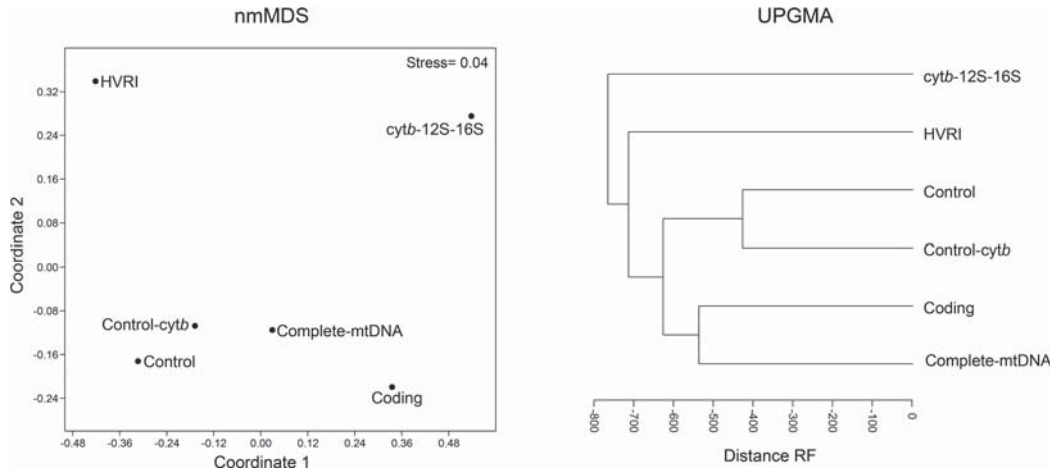 nmMDS
Stress= 0.04
HVRI
cytb-12S-16S
Control-cytb
Complete-mtDNA
Control
Coding
Coordinate 2
0.32
0.24
0.16
0.08
0.00
-0.08
-0.16
-0.24
-0.48
-0.36
-0.24
-0.12
0.00
0.12
0.24
0.36
0.48
Coordinate 1
UPGMA
cytb-12S-16S
HVRI
Control
Control-cytb
Coding
Complete-mtDNA
-800
-700
-600
-500
-400
-300
-200
-100
0
Distance RF